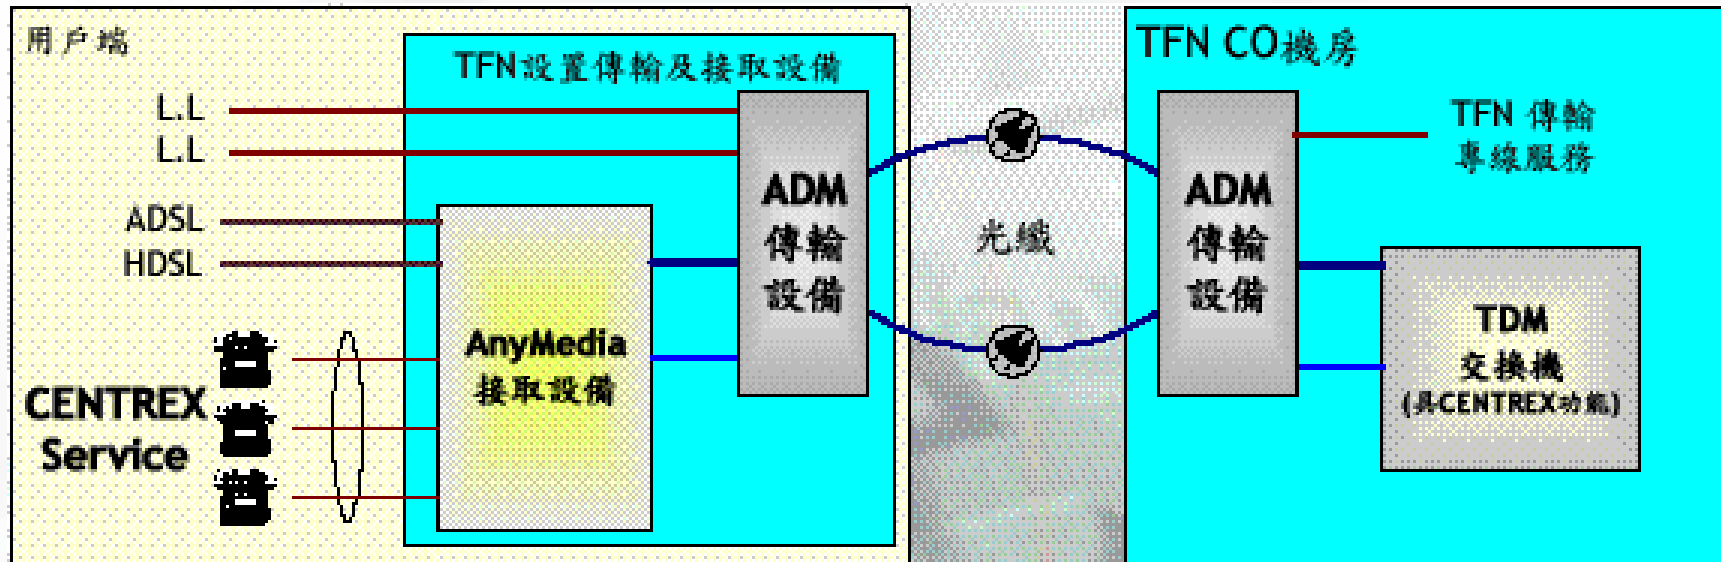 用戶端
TFN設置傳輸及接取設備
L.L
L.L
ADSL
HDSL
CENTREX
Service
AnyMedia
接取設備
ADM
傳輸
設備
光纖
TFN CO機房
ADM
傳輸
設備
TFN 傳輸
專線服務
TDM
交換機
(具CENTREX功能)